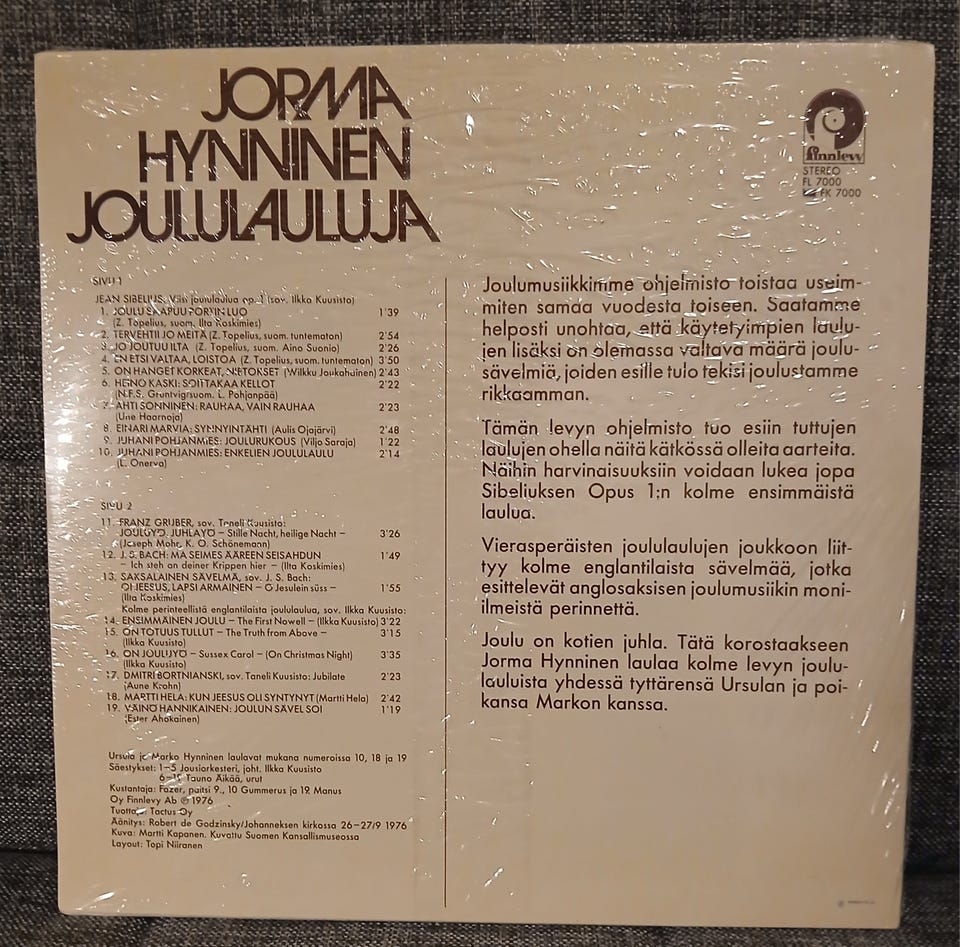 JORMA
HYNNINEN
JOULULAULUJA
finnlevy
STEREO
FL 7000
FK 7000
SIVU 1
JEAN SIBELIUS: Viisi joululaulua op. 1 (sov. Ilkka Kuusisto)
1. JOULU SAAPUU PORTIN LUO 1'39
(Z. Topelius, suom. Ilta Koskimies)
2. TERVEHTII JO MEITÄ (Z. Topelius, suom. tuntematon) 2'54
3. JO JOUTUU ILTA (Z. Topelius, suom. Aino Suonio) 2'26
4. EN ETSI VALTAA, LOISTOA (Z. Topelius, suom. tuntematon) 3'50
5. ON HANGET KORKEAT, NIETOKSET (Wilkku Joukahainen) 2'43
6. HEINO KASKI: SOITTAKAA KELLOT 2'22
(N.F.S. Gruntvigrsuom. L. Pohjanpää)
7. AHTI SONNINEN: RAUHAA, VAIN RAUHAA 2'23
(Une Haarnoja)
8. EINARI MARVIA: SYNNYINTÄHTI (Aulis Ojajärvi) 2'48
9. JUHANI POHJANMIES: JOULURUKOUS (Viljo Saraja) 1'22
10. JUHANI POHJANMIES: ENKELIEN JOULULAULU 2'14
(L. Onerva)
SIVU 2
11. FRANZ GRUBER, sov. Taneli Kuusisto:
JOULUYÖ, JUHLAYÖ – Stille Nacht, heilige Nacht – 3'26
(Joseph Mohr, K. O. Schönemann)
12. J. S. BACH: MÄ SEIMES ÄÄREEN SEISAHDUN 1'49
– Ich steh an deiner Krippen hier – (Ilta Koskimies)
13. SAKSALAINEN SÄVELMÄ, sov. J. S. Bach:
OI JEESUS, LAPSI ARMAINEN – O Jesulein süss – 1'55
(Ilta Koskimies)
Kolme perinteellistä englantilaista joululaulua, sov. Ilkka Kuusisto:
14. ENSIMMÄINEN JOULU – The First Nowell – (Ilkka Kuusisto) 3'22
15. ON TOTUUS TULLUT – The Truth from Above – 3'15
(Ilkka Kuusisto)
16. ON JOULUYÖ – Sussex Carol – (On Christmas Night) 3'35
(Ilkka Kuusisto)
17. DMITRI BORTNIANSKI, sov. Taneli Kuusisto: Jubilate 2'23
(Aune Krohn)
18. MARTTI HELA: KUN JEESUS OLI SYNTYNYT (Martti Hela) 2'42
19. VÄINÖ HANNIKAINEN: JOULUN SÄVEL SOI 1'19
(Ester Ahokainen)
Ursula ja Marko Hynninen laulavat mukana numeroissa 10, 18 ja 19
Säestykset: 1–5 Jousiorkesteri, joht. Ilkka Kuusisto
6–19 Tauno Äikää, urut
Kustantaja: Fazer, paitsi 9., 10 Gummerus ja 19. Manus
Oy Finnlevy Ab ℗ 1976
Tuottaja: Tactus Oy
Äänitys: Robert de Godzinsky/Johanneksen kirkossa 26–27/9 1976
Kuva: Martti Kapanen. Kuvattu Suomen Kansallismuseossa
Layout: Topi Niiranen
Joulumusiikkimme ohjelmisto toistaa useim-
miten samaa vuodesta toiseen. Saatamme
helposti unohtaa, että käytetyimpien laulu-
jen lisäksi on olemassa valtava määrä joulu-
sävelmiä, joiden esille tulo tekisi joulustamme
rikkaamman.
Tämän levyn ohjelmisto tuo esiin tuttujen
laulujen ohella näitä kätkössä olleita aarteita.
Näihin harvinaisuuksiin voidaan lukea jopa
Sibeliuksen Opus 1:n kolme ensimmäistä
laulua.
Vierasperäisten joululaulujen joukkoon liit-
tyy kolme englantilaista sävelmää, jotka
esittelevät anglosaksisen joulumusiikin moni-
ilmeistä perinnettä.
Joulu on kotien juhla. Tätä korostaakseen
Jorma Hynninen laulaa kolme levyn joulu-
lauluista yhdessä tyttärensä Ursulan ja poi-
kansa Markon kanssa.